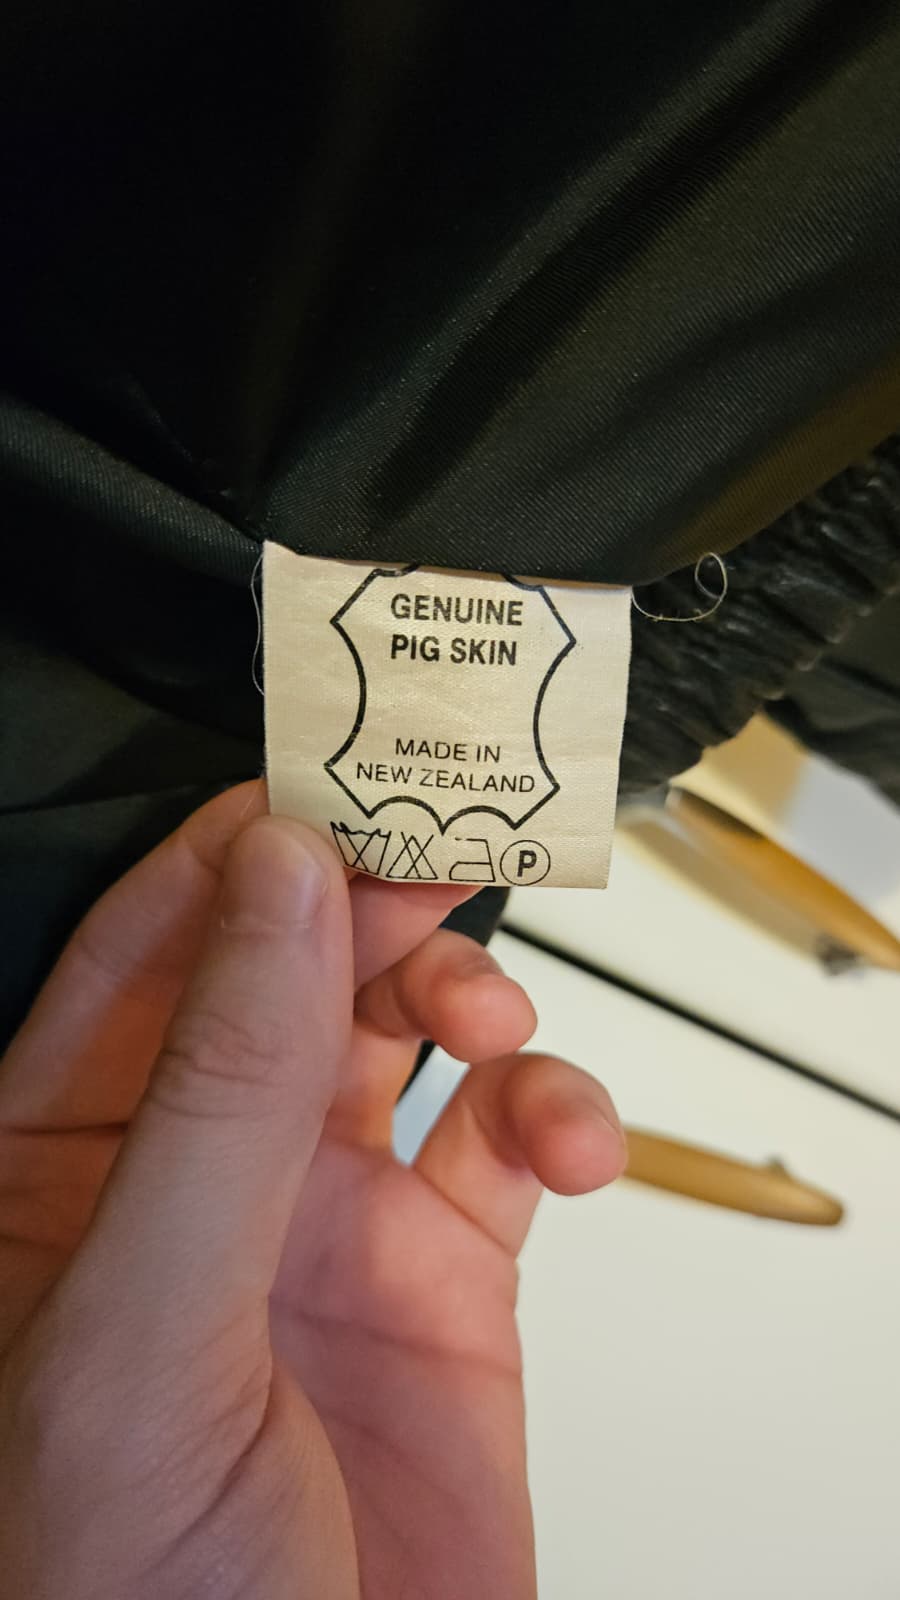 GENUINE
PIG SKIN
MADE IN
NEW ZEALAND
P